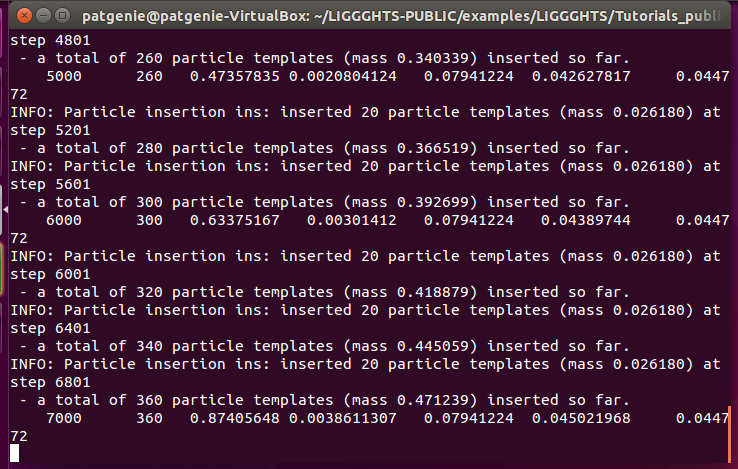 patgenie@patgenie-VirtualBox: ~/LIGGGHTS-PUBLIC/examples/LIGGGHTS/Tutorials_publi
step 4801
 - a total of 260 particle templates (mass 0.340339) inserted so far.
    5000      260   0.47357835 0.0020804124   0.07941224  0.042627817     0.0447
72
INFO: Particle insertion ins: inserted 20 particle templates (mass 0.026180) at
step 5201
 - a total of 280 particle templates (mass 0.366519) inserted so far.
INFO: Particle insertion ins: inserted 20 particle templates (mass 0.026180) at
step 5601
 - a total of 300 particle templates (mass 0.392699) inserted so far.
    6000      300   0.63375167   0.00301412   0.07941224   0.04389744     0.0447
72
INFO: Particle insertion ins: inserted 20 particle templates (mass 0.026180) at
step 6001
 - a total of 320 particle templates (mass 0.418879) inserted so far.
INFO: Particle insertion ins: inserted 20 particle templates (mass 0.026180) at
step 6401
 - a total of 340 particle templates (mass 0.445059) inserted so far.
INFO: Particle insertion ins: inserted 20 particle templates (mass 0.026180) at
step 6801
 - a total of 360 particle templates (mass 0.471239) inserted so far.
    7000      360   0.87405648 0.0038611307   0.07941224  0.045021968     0.0447
72